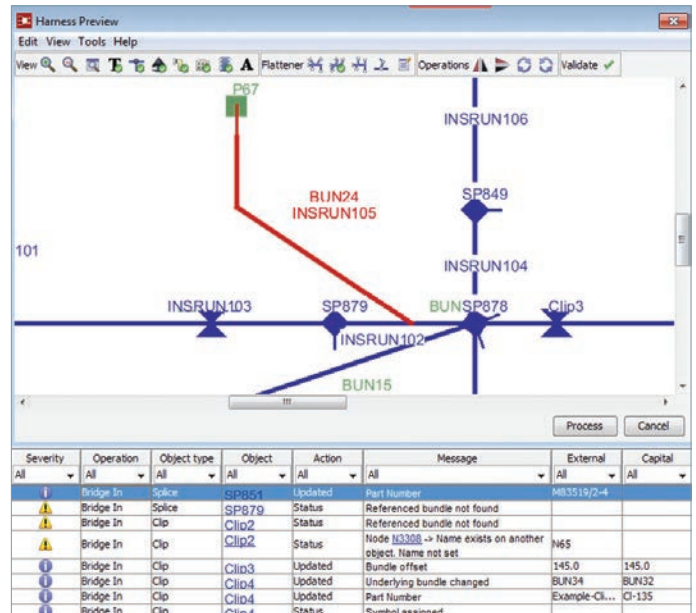 Harness Preview
Edit View Tools Help
View A Flattener Operations Validate
P67
INSRUN106
BUN24
INSRUN105
SP849
101
INSRUN104
INSRUN103 SP879 BUNSP878 Clip3
INSRUN102
BUN15
Process Cancel
Severity Operation Object type Object Action Message External Capital
All All All All All All All All
Bridge In Splice SP851 Updated Part Number M83519/2-4
Bridge In Splice SP879 Status Referenced bundle not found
Bridge In Clip Clip2 Status Referenced bundle not found
Bridge In Clip Clip2 Status Node N3308 -> Name exists on another
object. Name not set N65
Bridge In Clip Clip3 Updated Bundle offset 145.0 145.0
Bridge In Clip Clip4 Updated Underlying bundle changed BUN34 BUN32
Bridge In Clip Clip4 Updated Part Number Example-Cli... Cl-135
Bridge In Clip Clip4 Status Symbol assigned